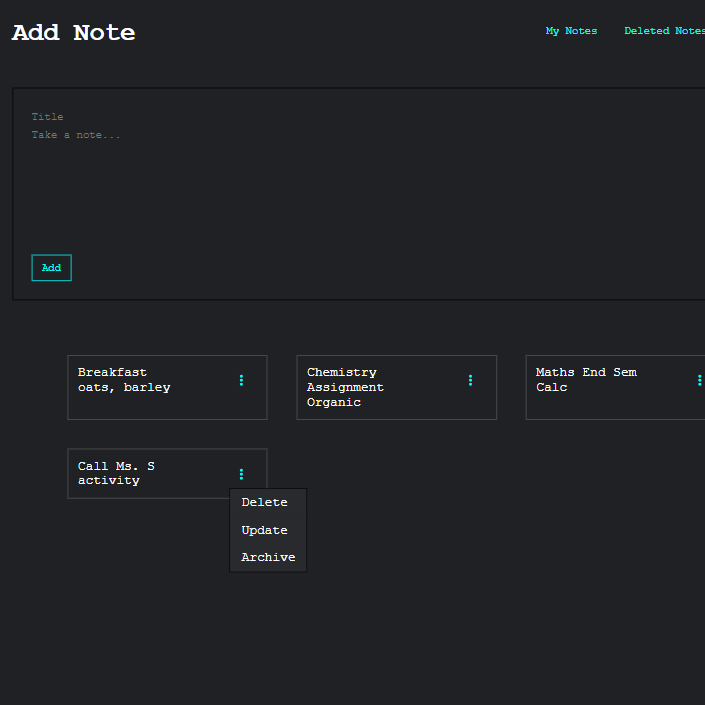 Add Note
My Notes
Deleted Notes
Title
Take a note...
Add
Breakfast
oats, barley
Chemistry
Assignment
Organic
Maths End Sem
Calc
Call Ms. S
activity
Delete
Update
Archive